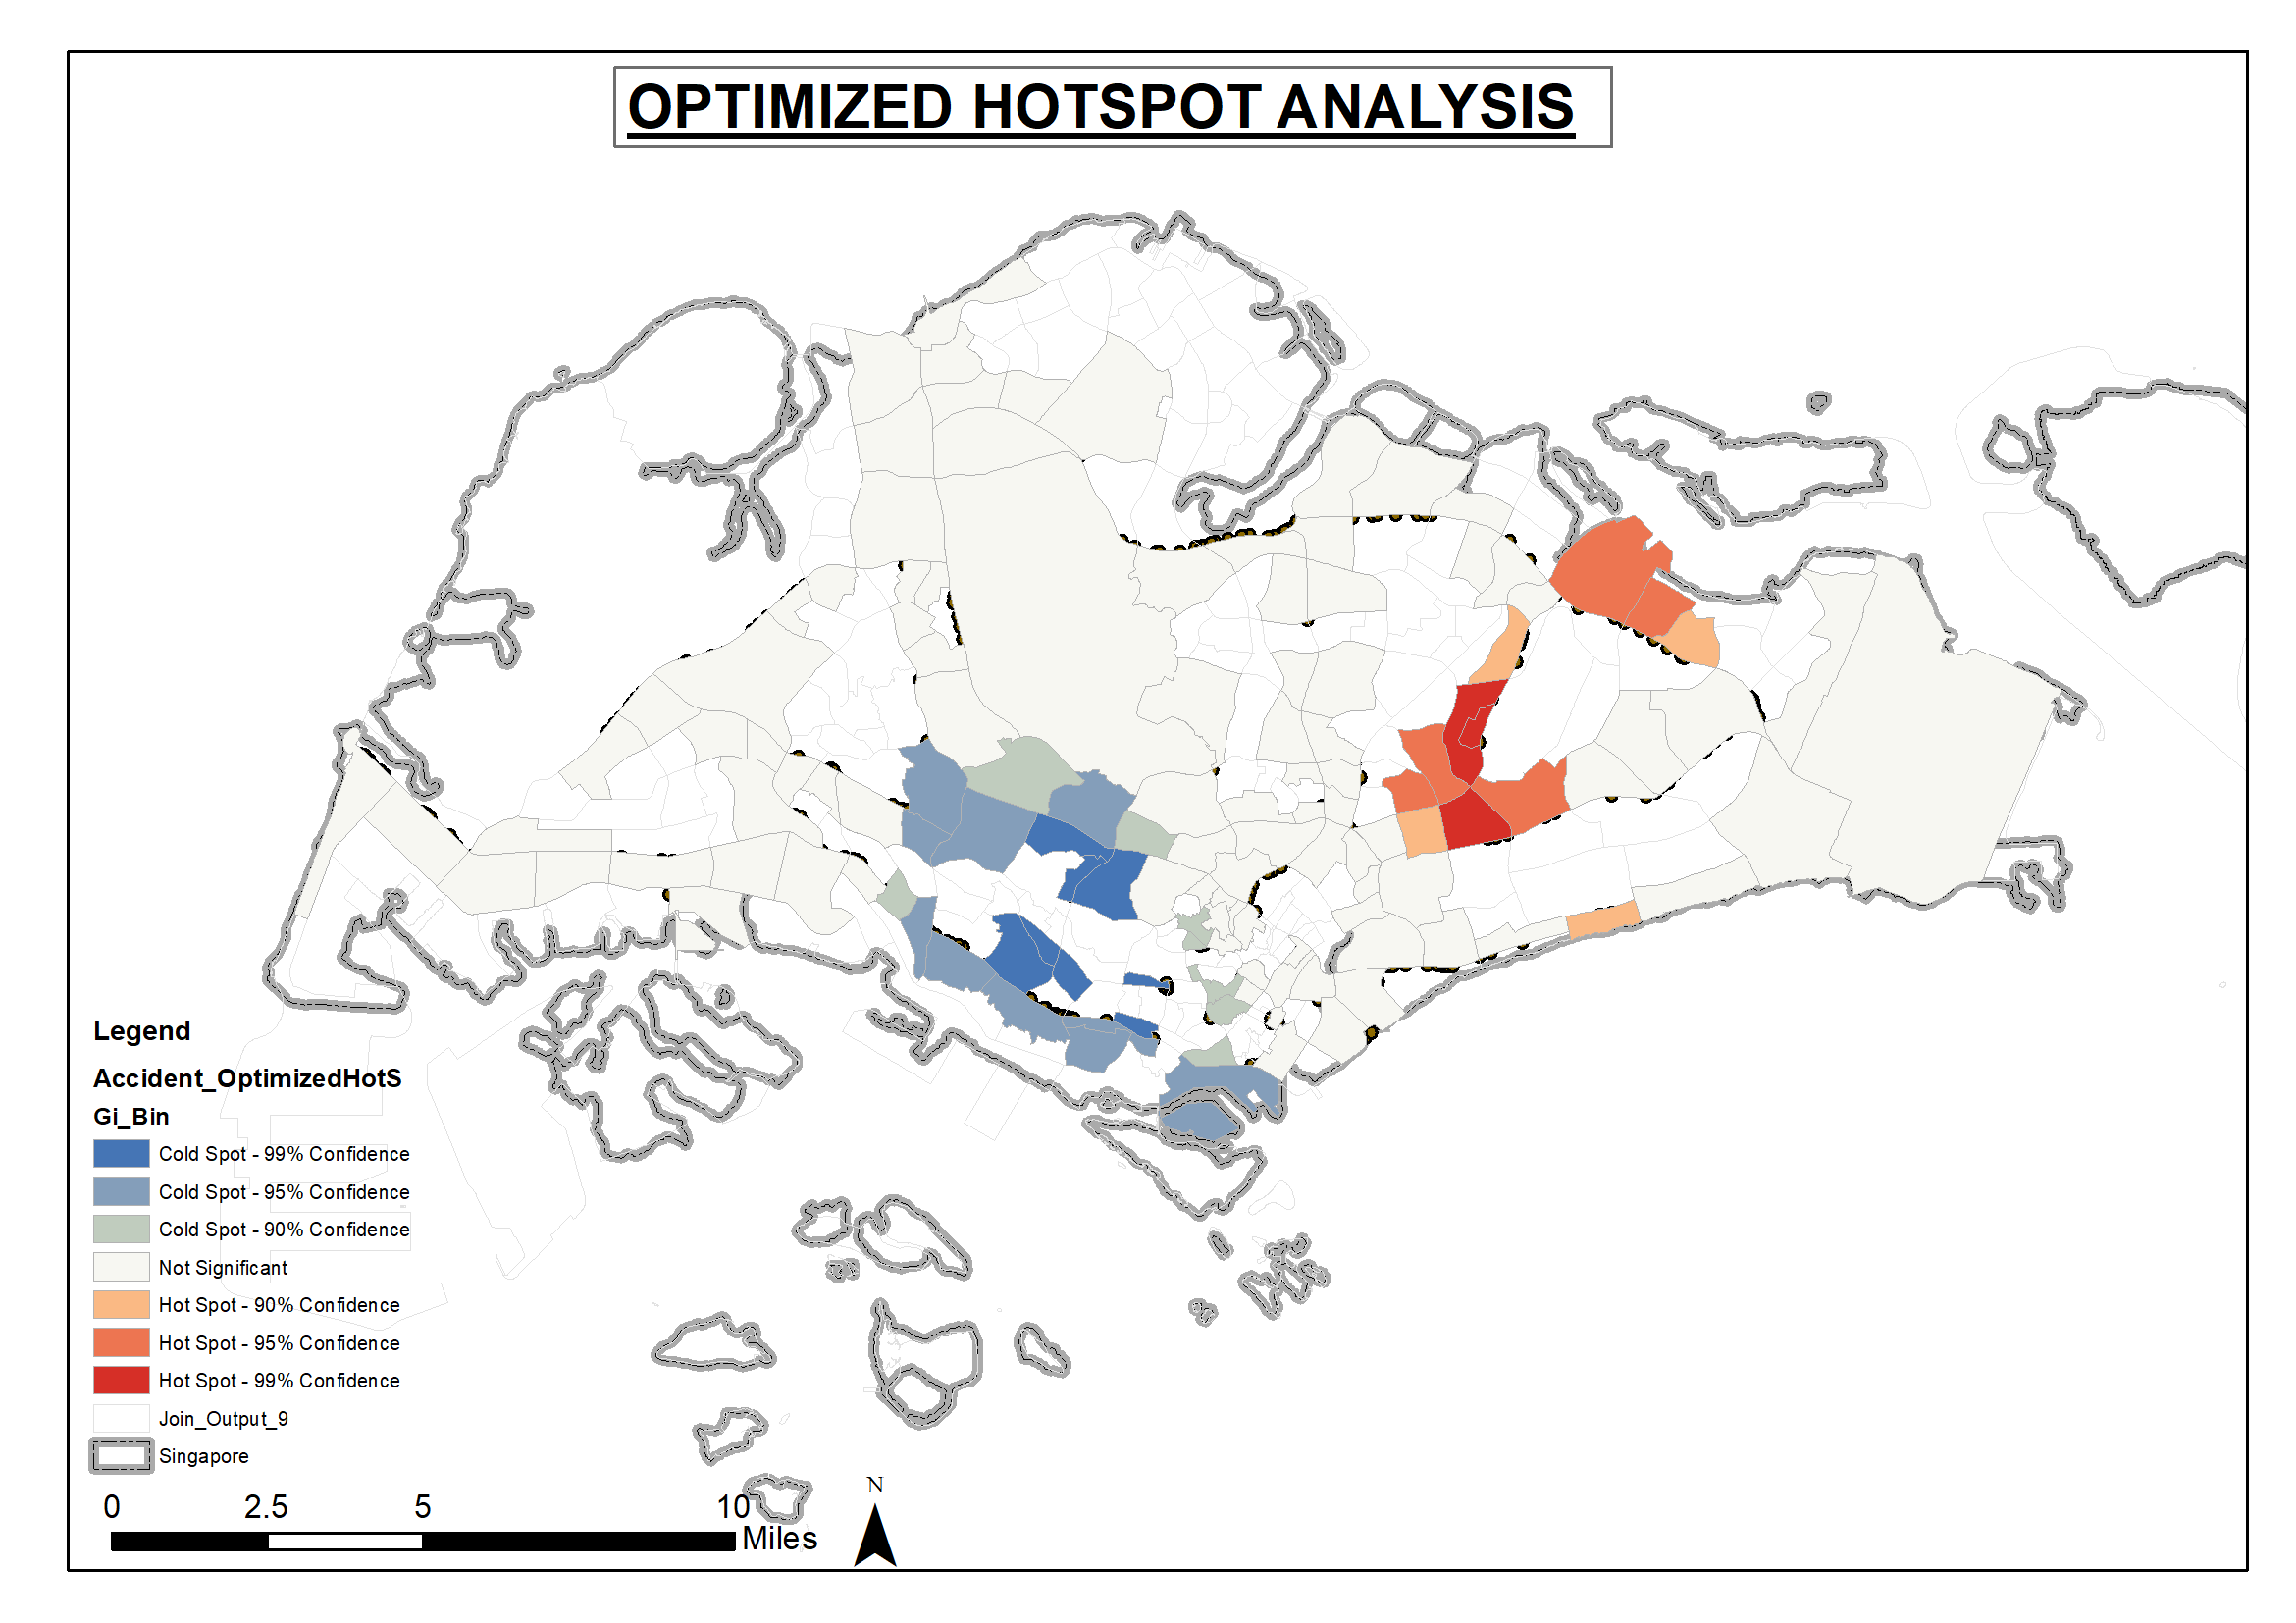 OPTIMIZED HOTSPOT ANALYSIS
Legend
Accident_OptimizedHotS
Gi_Bin
Cold Spot - 99% Confidence
Cold Spot - 95% Confidence
Cold Spot - 90% Confidence
Not Significant
Hot Spot - 90% Confidence
Hot Spot - 95% Confidence
Hot Spot - 99% Confidence
Join_Output_9
Singapore
0 2.5 5 10
Miles
N